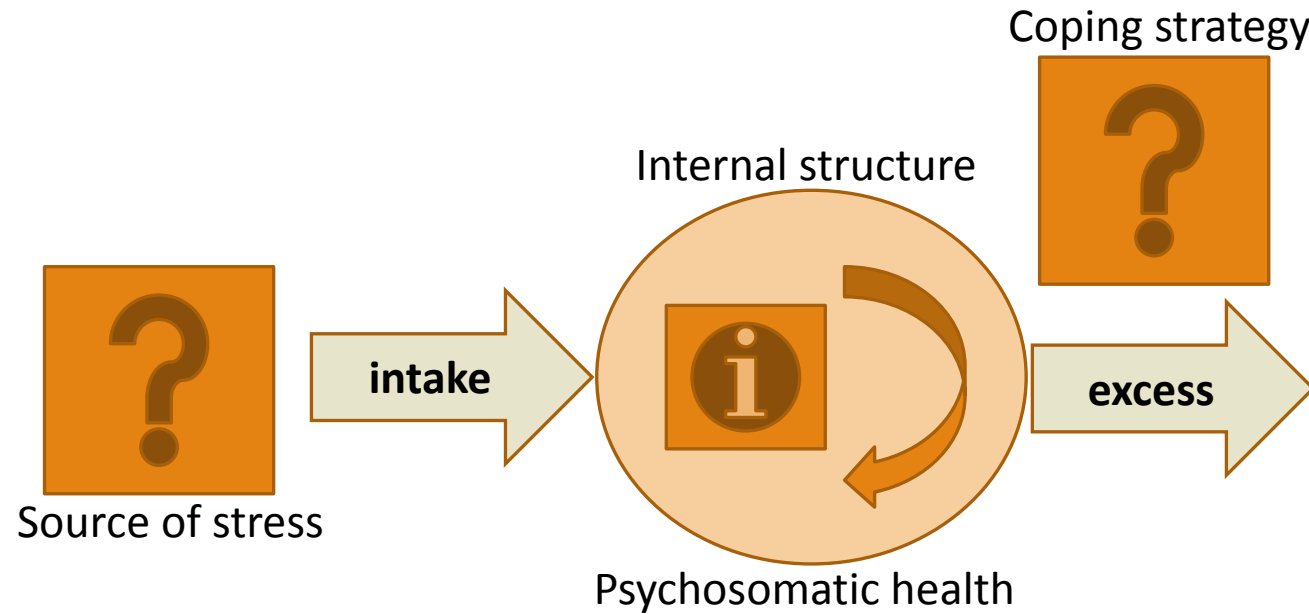 Coping strategy
Internal structure
?
?
intake
i
excess
Source of stress
Psychosomatic health